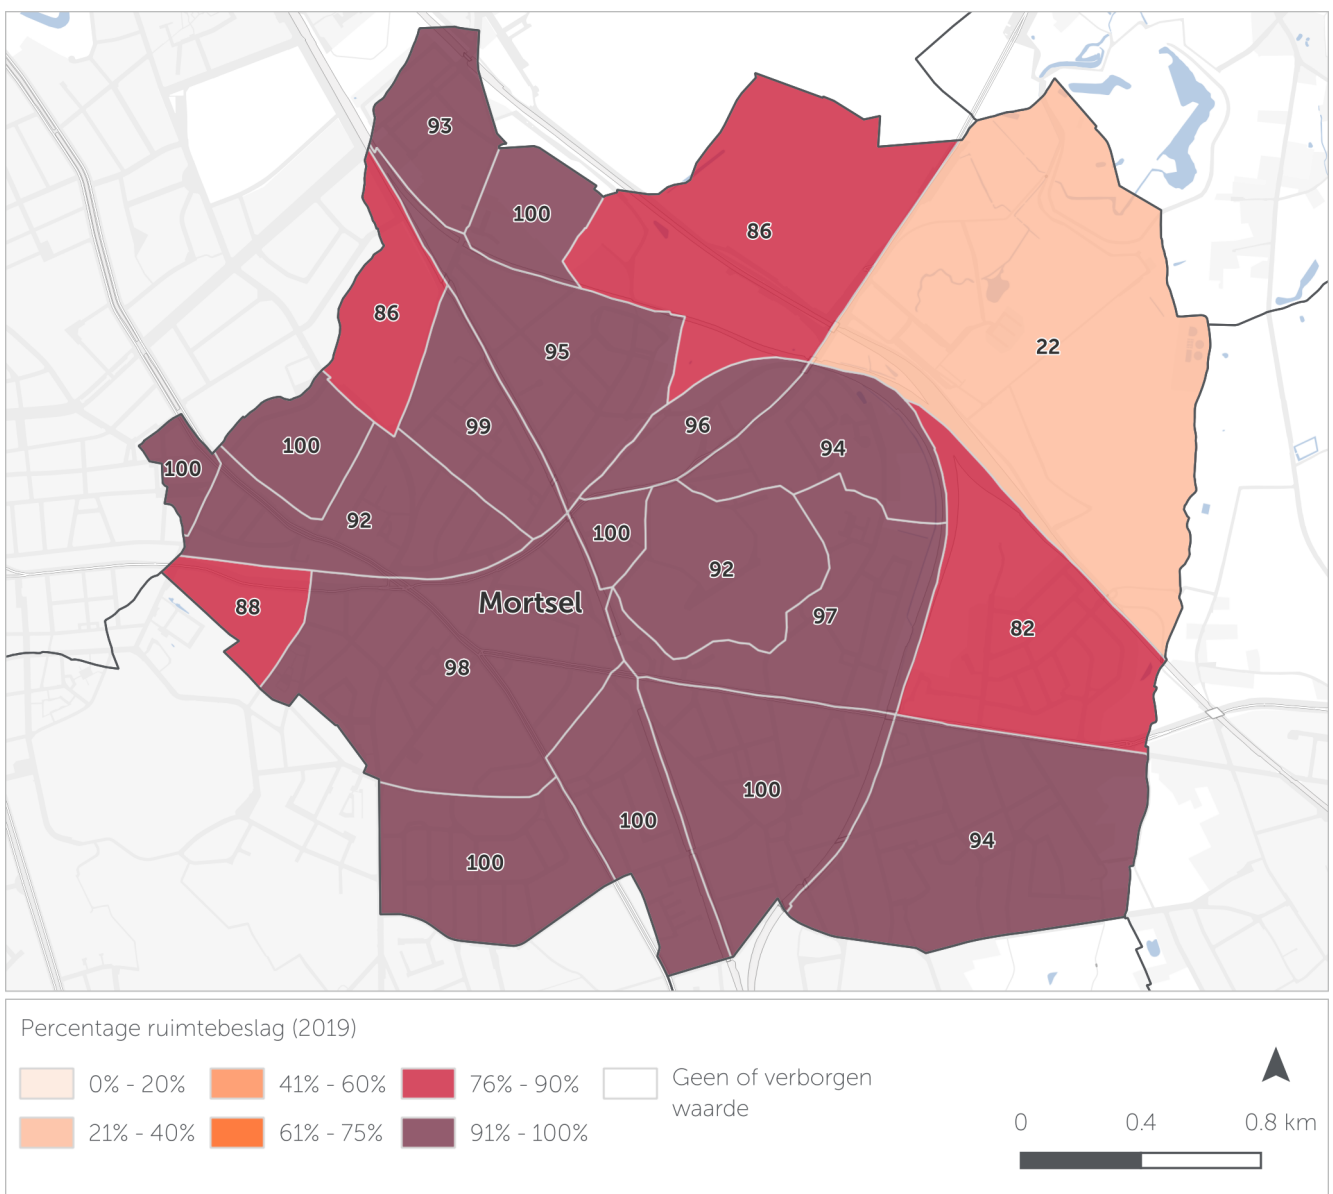 93
100
86
86
22
95
99
96
94
100
100
92
100
92
Mortsel
88
97
82
98
100
100
94
100
Percentage ruimtebeslag (2019)
0% - 20%
41% - 60%
76% - 90%
Geen of verborgen
waarde
21% - 40%
61% - 75%
91% - 100%
0 0.4 0.8 km